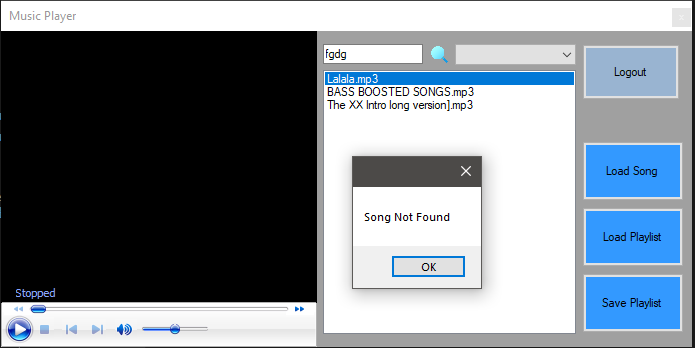 Music Player
fgdg
Logout
Lalala.mp3
BASS BOOSTED SONGS.mp3
The XX Intro long version].mp3
Song Not Found
OK
Load Song
Load Playlist
Save Playlist
Stopped